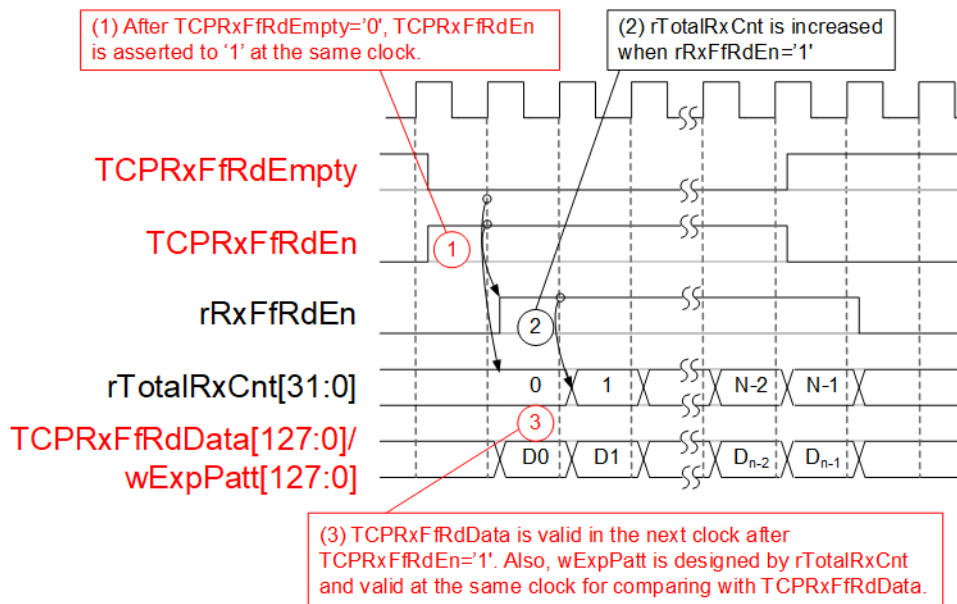 (1) After TCPRxFfRdEmpty=‘0’, TCPRxFfRdEn
is asserted to ‘1’ at the same clock.
(2) rTotalRxCnt is increased
when rRxFfRdEn=’1’
TCPRxFfRdEmpty
TCPRxFfRdEn
1
rRxFfRdEn
2
rTotalRxCnt[31:0]
0 1 N-2 N-1
3
TCPRxFfRdData[127:0]/
wExpPatt[127:0]
D0 D1 Dn-2 Dn-1
(3) TCPRxFfRdData is valid in the next clock after
TCPRxFfRdEn=’1’. Also, wExpPatt is designed by rTotalRxCnt
and valid at the same clock for comparing with TCPRxFfRdData.